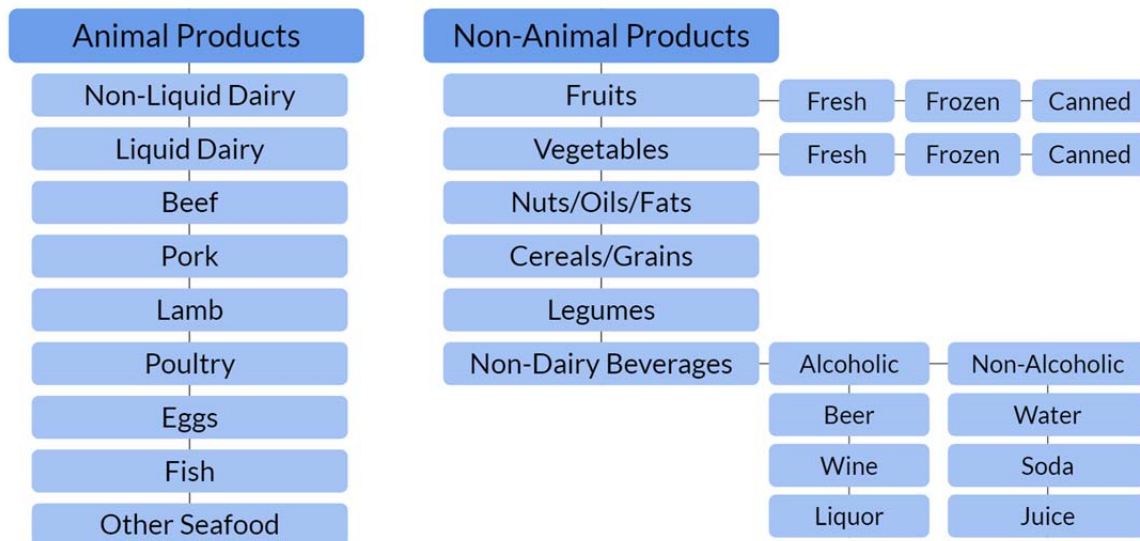 Animal Products
Non-Liquid Dairy
Liquid Dairy
Beef
Pork
Lamb
Poultry
Eggs
Fish
Other Seafood
Non-Animal Products
Fruits
Fresh
Frozen
Canned
Vegetables
Fresh
Frozen
Canned
Nuts/Oils/Fats
Cereals/Grains
Legumes
Non-Dairy Beverages
Alcoholic
Non-Alcoholic
Beer
Water
Wine
Soda
Liquor
Juice